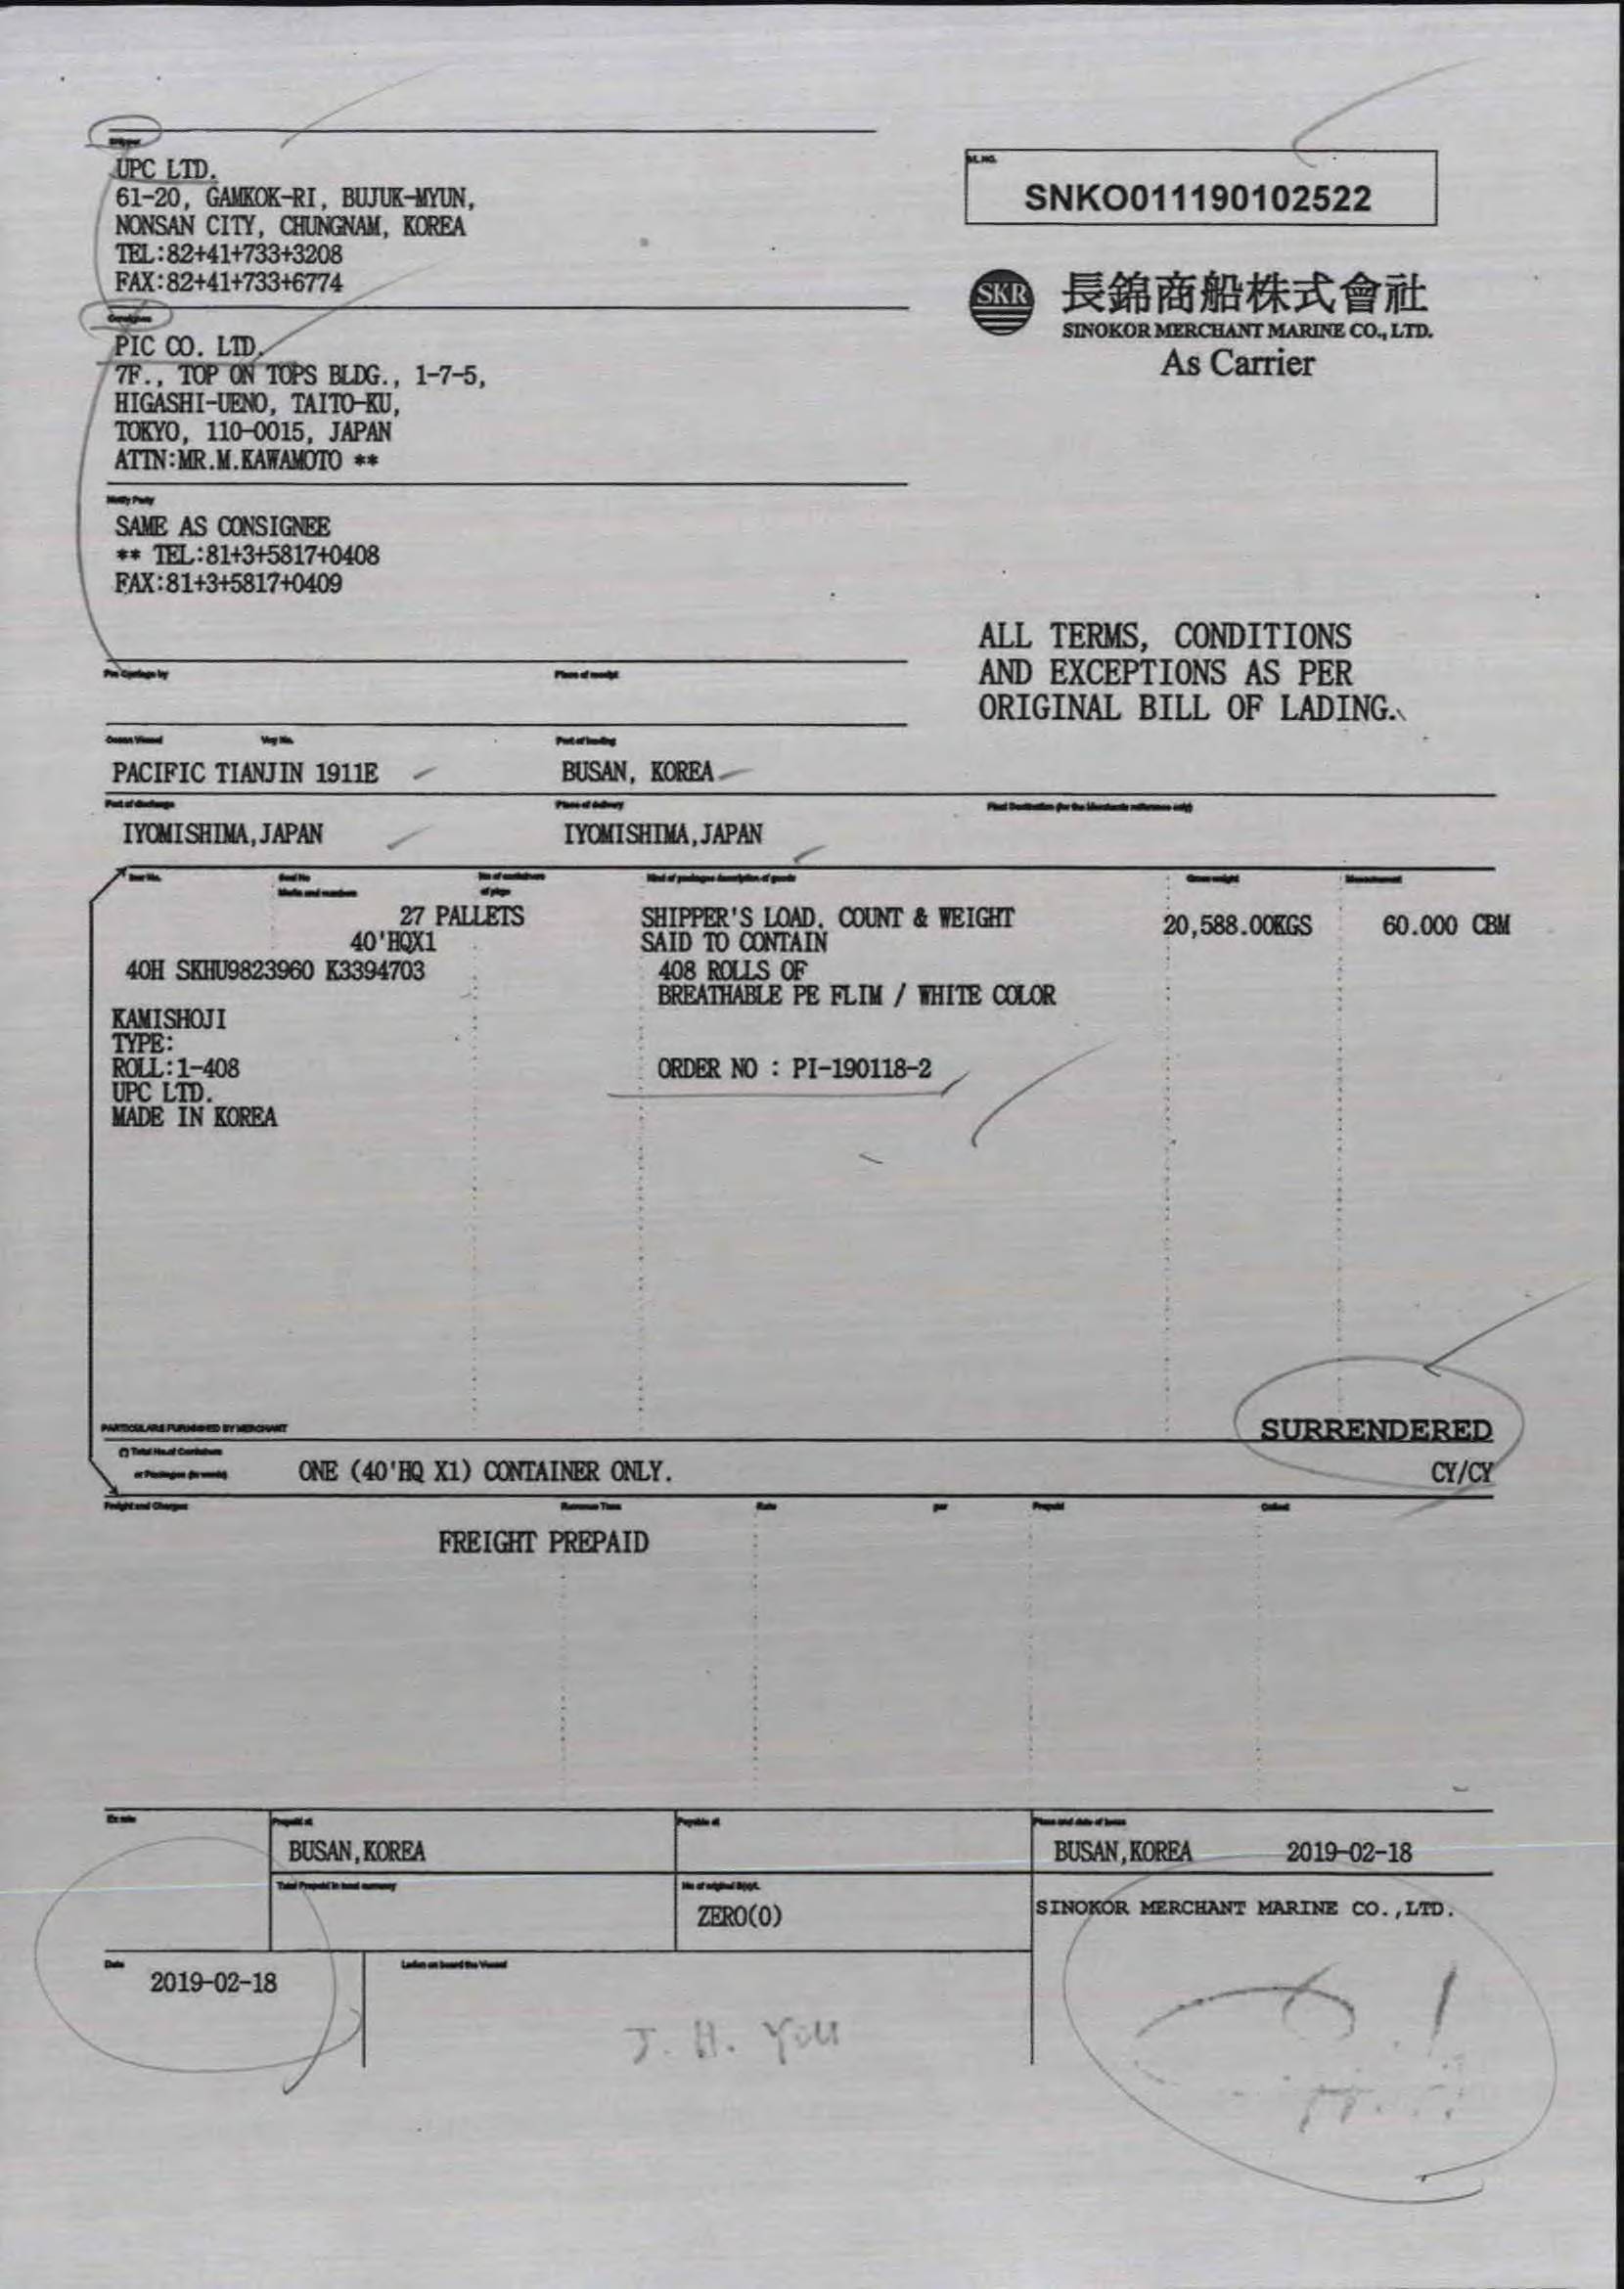 Shipper
UPC LTD.
61-20, GAMKOK-RI, BUJUK-MYUN,
NONSAN CITY, CHUNGNAM, KOREA
TEL:82+41+733+3208
FAX:82+41+733+6774
B/L NO.
SNKO011190102522
SKR
長錦商船株式會社
SINOKOR MERCHANT MARINE CO., LTD.
As Carrier
Consignee
PIC CO. LTD.
7F., TOP ON TOPS BLDG., 1-7-5,
HIGASHI-UENO, TAITO-KU,
TOKYO, 110-0015, JAPAN
ATTN:MR.M.KAWAMOTO **
Notify Party
SAME AS CONSIGNEE
** TEL:81+3+5817+0408
FAX:81+3+5817+0409
ALL TERMS, CONDITIONS
AND EXCEPTIONS AS PER
ORIGINAL BILL OF LADING.
Pre Carriage by
Place of receipt
Ocean Vessel
Voy No.
Port of loading
PACIFIC TIANJIN 1911E
BUSAN, KOREA
Port of discharge
Place of delivery
Final Destination (for the Merchants reference only)
IYOMISHIMA,JAPAN
IYOMISHIMA,JAPAN
Seal No
Marks and numbers
No of containers
of pkgs
Kind of packages description of goods
Gross weight
Measurement
27 PALLETS
SHIPPER'S LOAD, COUNT & WEIGHT
20,588.00KGS
60.000 CBM
40'HQX1
SAID TO CONTAIN
40H SKHU9823960 K3394703
408 ROLLS OF
BREATHABLE PE FLIM / WHITE COLOR
KAMISHOJI
TYPE:
ROLL:1-408
ORDER NO : PI-190118-2
UPC LTD.
MADE IN KOREA
PARTICULARS FURNISHED BY MERCHANT
SURRENDERED
(*) Total No.of Containers
or Packages (in words)
ONE (40'HQ X1) CONTAINER ONLY.
CY/CY
Freight and Charges
Revenue Tons
Rate
per
Prepaid
Collect
FREIGHT PREPAID
Ex rate
Prepaid at
Payable at
Place and date of issue
BUSAN,KOREA
BUSAN,KOREA
2019-02-18
Total Prepaid in local currency
No of original B(s)/L
ZERO(0)
SINOKOR MERCHANT MARINE CO.,LTD.
Date
Laden on board the Vessel
2019-02-18
J. H. You